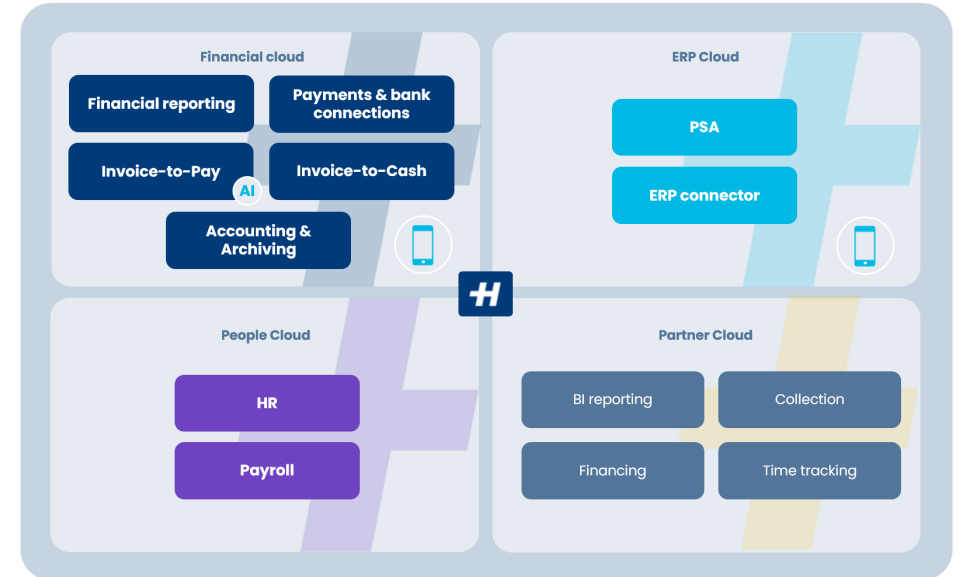 Financial cloud
Financial reporting
Payments & bank
connections
Invoice-to-Pay
AI
Invoice-to-Cash
Accounting &
Archiving
ERP Cloud
PSA
ERP connector
H
People Cloud
HR
Payroll
Partner Cloud
BI reporting
Collection
Financing
Time tracking